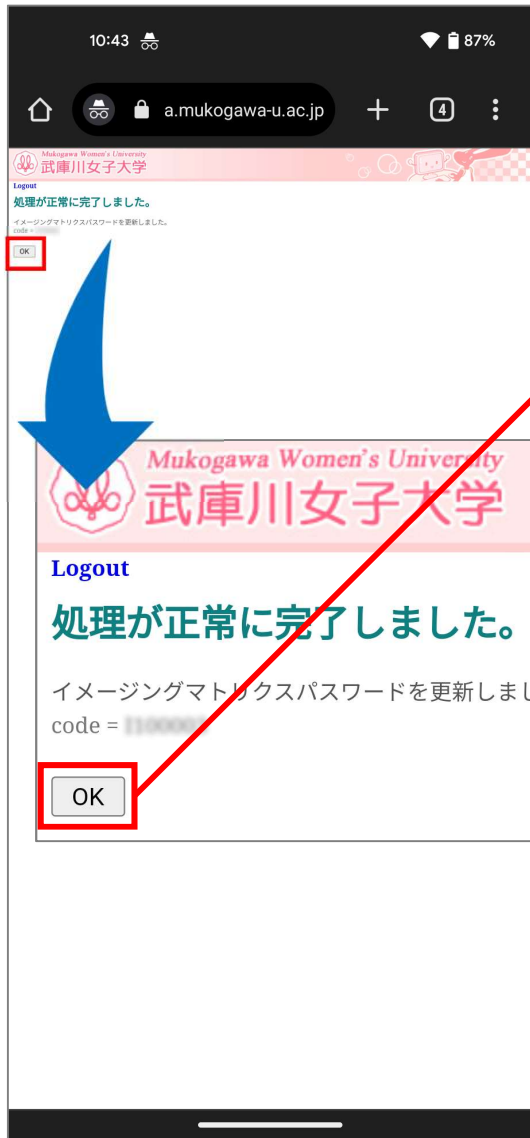 10:43
87%
a.mukogawa-u.ac.jp
4
Mukogawa Women's University
武庫川女子大学
Logout
処理が正常に完了しました。
イメージングマトリクスパスワードを更新しました。
code =
OK
Mukogawa Women's University
武庫川女子大学
Logout
処理が正常に完了しました。
イメージングマトリクスパスワードを更新しまし
code =
OK